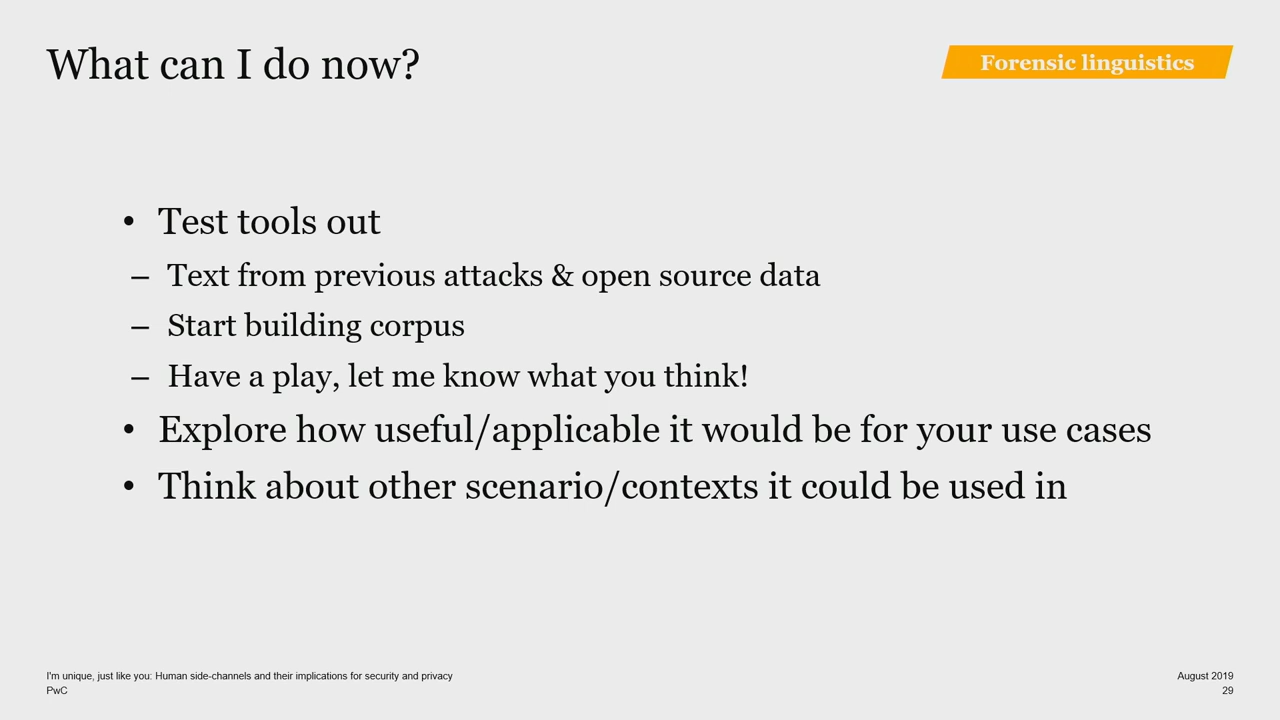 What can I do now?
Forensic linguistics
• Test tools out
– Text from previous attacks & open source data
– Start building corpus
– Have a play, let me know what you think!
• Explore how useful/applicable it would be for your use cases
• Think about other scenario/contexts it could be used in
I'm unique, just like you: Human side-channels and their implications for security and privacy
PwC
August 2019
29